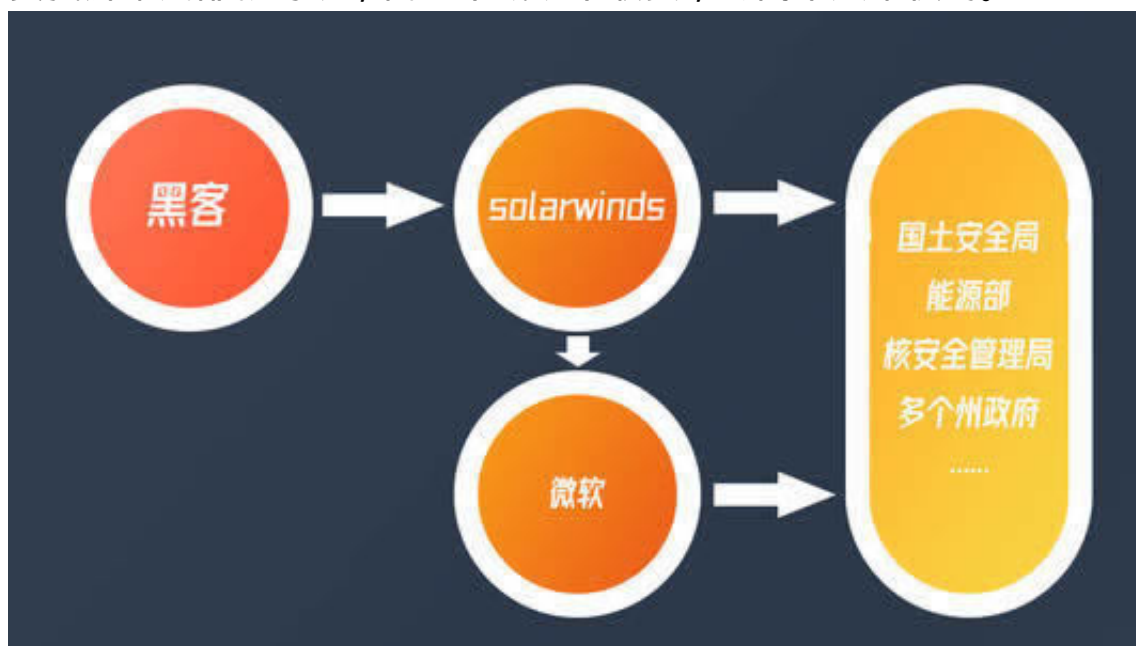 黑客
solarwinds
国土安全局
能源部
核安全管理局
多个州政府
......
微软